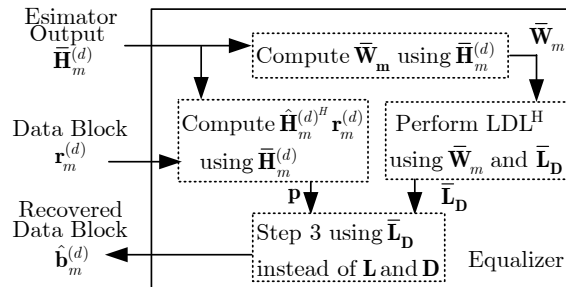 Esimator
Output
H̄_m^(d)
Compute W̄_m using H̄_m^(d)
W̄_m
Data Block
r_m^(d)
Compute Ĥ_m^(d)^H r_m^(d)
using H̄_m^(d)
Perform LDL^H
using W̄_m and L̄_D
p
L̄_D
Recovered
Data Block
b̂_m^(d)
Step 3 using L̄_D
instead of L and D
Equalizer